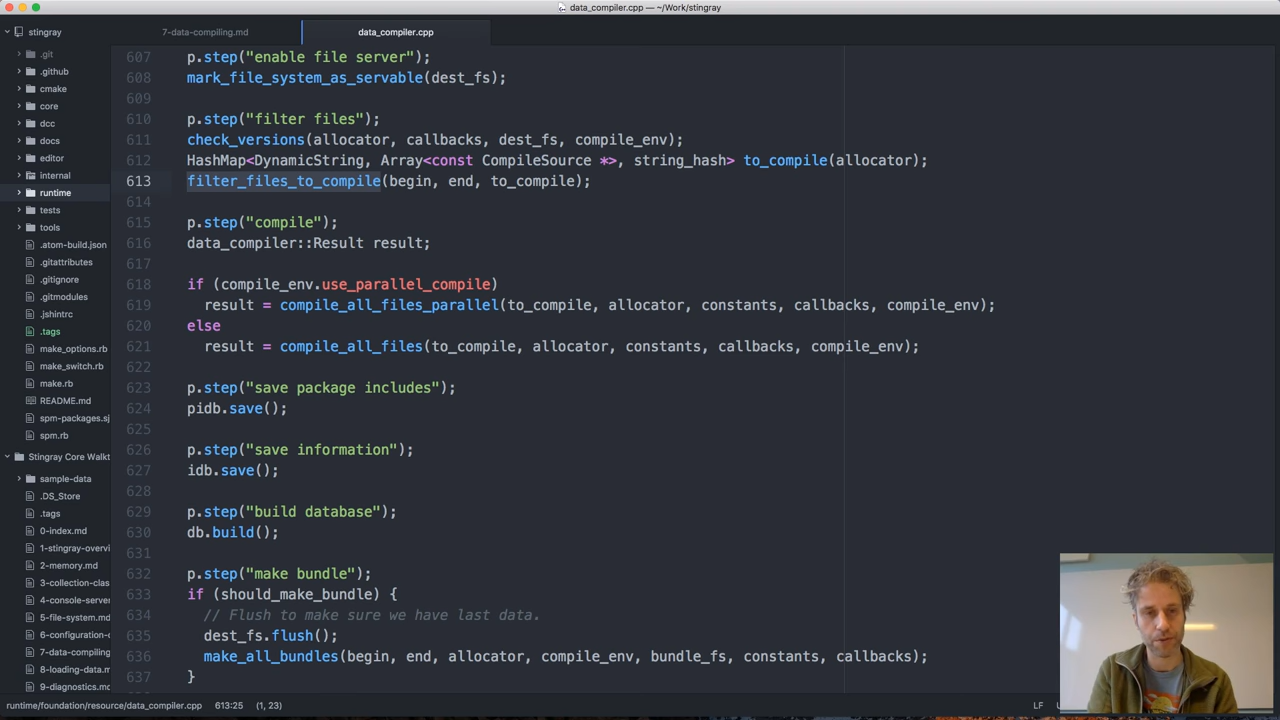 data_compiler.cpp — ~/Work/stingray
stingray
7-data-compiling.md
data_compiler.cpp
.git
.github
cmake
core
dcc
docs
editor
internal
runtime
tests
tools
.atom-build.json
.gitattributes
.gitignore
.gitmodules
.jshintrc
.tags
make_options.rb
make_switch.rb
make.rb
README.md
spm-packages.sj
spm.rb
Stingray Core Walkt
sample-data
.DS_Store
.tags
0-index.md
1-stingray-overvi
2-memory.md
3-collection-clas
4-console-server
5-file-system.md
6-configuration-
7-data-compiling
8-loading-data.m
9-diagnostics.md
607 p.step("enable file server");
608 mark_file_system_as_servable(dest_fs);
609
610 p.step("filter files");
611 check_versions(allocator, callbacks, dest_fs, compile_env);
612 HashMap<DynamicString, Array<const CompileSource *>, string_hash> to_compile(allocator);
613 filter_files_to_compile(begin, end, to_compile);
614
615 p.step("compile");
616 data_compiler::Result result;
617
618 if (compile_env.use_parallel_compile)
619 result = compile_all_files_parallel(to_compile, allocator, constants, callbacks, compile_env);
620 else
621 result = compile_all_files(to_compile, allocator, constants, callbacks, compile_env);
622
623 p.step("save package includes");
624 pidb.save();
625
626 p.step("save information");
627 idb.save();
628
629 p.step("build database");
630 db.build();
631
632 p.step("make bundle");
633 if (should_make_bundle) {
634 // Flush to make sure we have last data.
635 dest_fs.flush();
636 make_all_bundles(begin, end, allocator, compile_env, bundle_fs, constants, callbacks);
637 }
runtime/foundation/resource/data_compiler.cpp 613:25 (1, 23)
LF